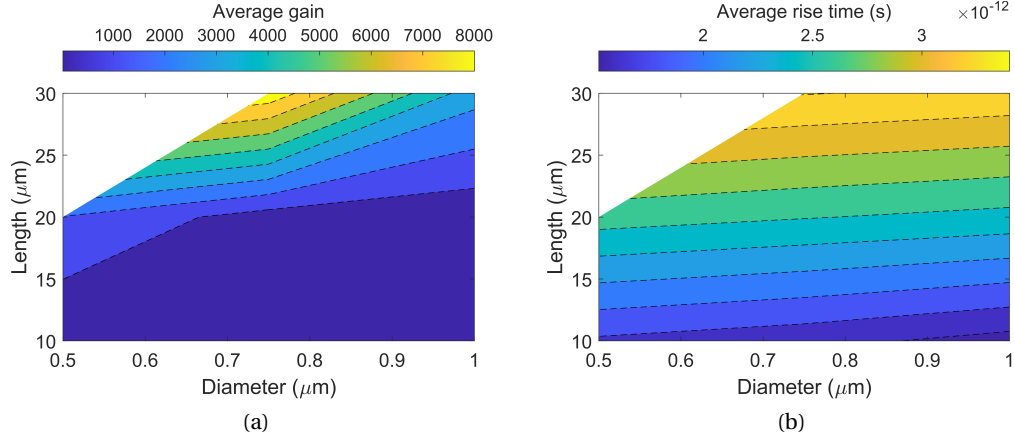 Average gain
1000 2000 3000 4000 5000 6000 7000 8000
30
25
20
15
10
Length (μm)
0.5 0.6 0.7 0.8 0.9 1
Diameter (μm)
(a)
Average rise time (s)
×10⁻¹²
2 2.5 3
30
25
20
15
10
Length (μm)
0.5 0.6 0.7 0.8 0.9 1
Diameter (μm)
(b)